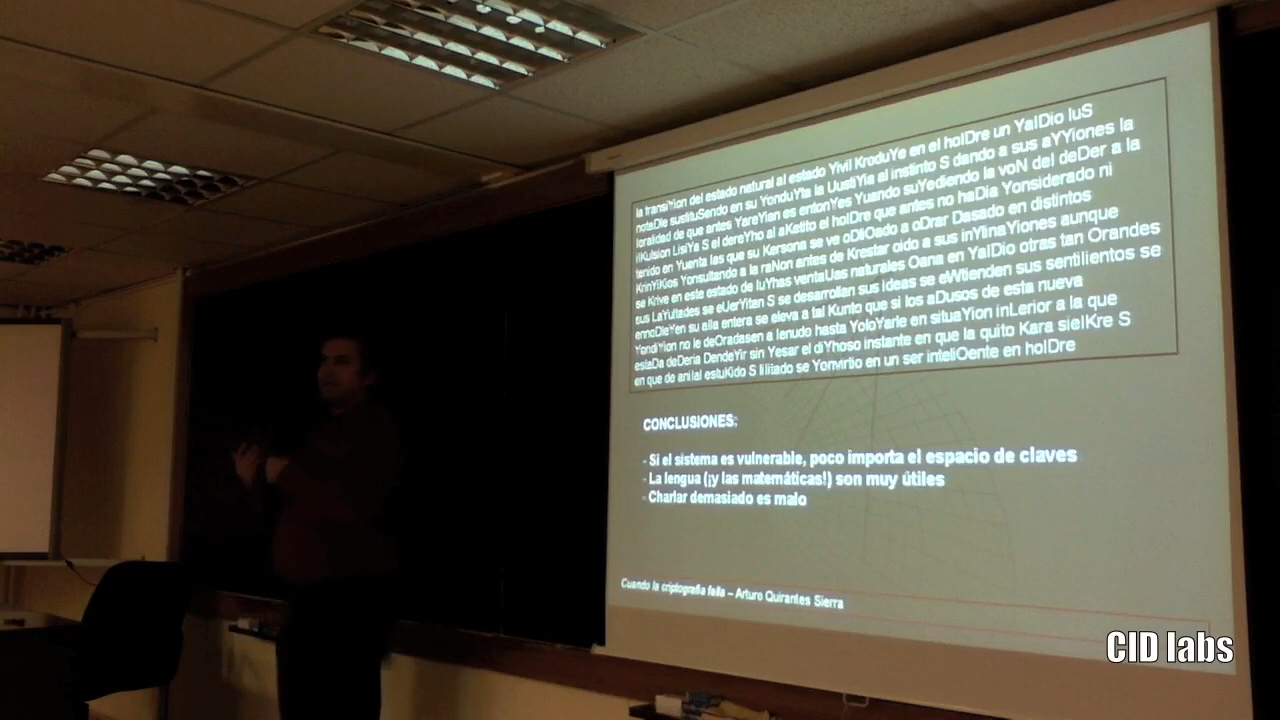 la transiYion del estado natural al estado Yivil KroduYe en el holDre un YalDio luS
notaDle sustituSendo en su YonduYta la UustiYia al instinto S dando a sus aYYiones la
loralidad de que antes YareYian es entonYes Yuando suYediendo la voN del deDer a la
ilKulsion LisiYa S el dereYho al aKetito el holDre que antes no haDia Yonsiderado ni
tenido en Yuenta las que su Kersona se ve oDliOado a oDrar Dasado en distintos
KrinYiKios Yonsultando a la raNon antes de Krestar oido a sus inYlinaYiones aunque
se Krive en este estado de luYhas ventaUas naturales Oana en YalDio otras tan Orandes
sus LaYultades se eUerYitan S se desarrollan sus ideas se eWtienden sus sentilientos se
ennoDleYen su alla entera se eleva a tal Kunto que si los aDusos de esta nueva
YondiYion no le deOradasen a lenudo hasta YoloYarle en situaYion inLerior a la que
estaDa deDeria DendeYir sin Yesar el diYhoso instante en que la quito Kara sielKre S
en que de anilal estuKido S lilitado se Yonvirtio en un ser inteliOente en holDre
CONCLUSIONES:
- Si el sistema es vulnerable, poco importa el espacio de claves
- La lengua (¡y las matemáticas!) son muy útiles
- Charlar demasiado es malo
Cuando la criptografía falla – Arturo Quirantes Sierra
CID labs